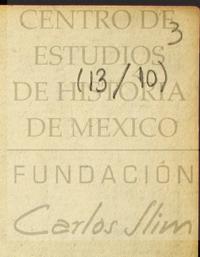 CENTRO DE
3
ESTUDIOS
(13/10)
DE HISTORIA
DE MEXICO
FUNDACIÓN
Carlos Slim